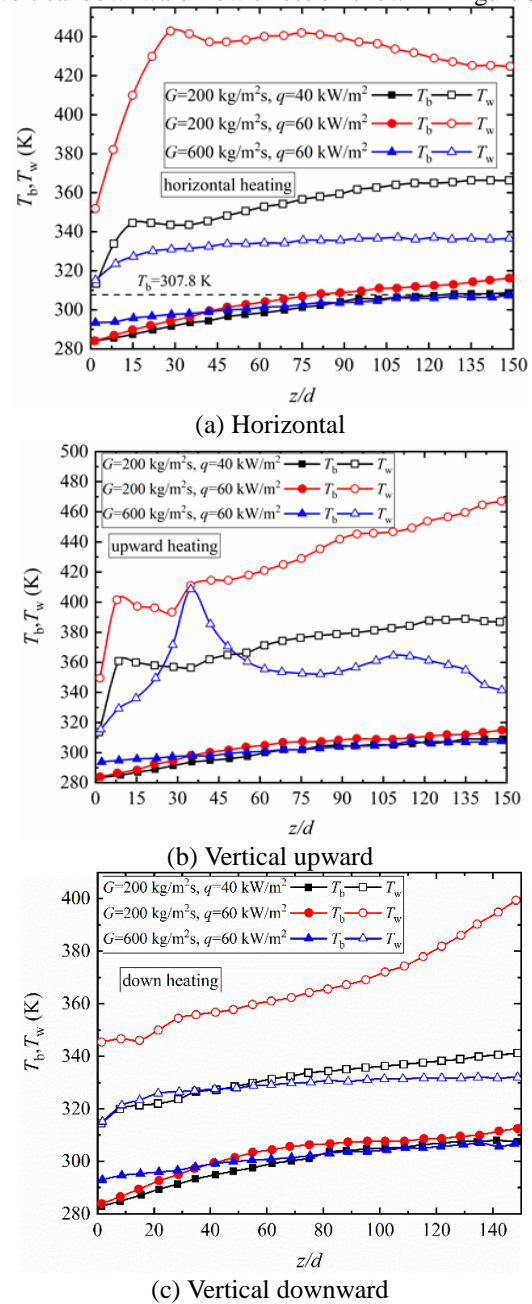 440
420
400
380
360
340
320
300
280
T_b,T_w (K)
G=200 kg/m²s, q=40 kW/m² T_b T_w
G=200 kg/m²s, q=60 kW/m² T_b T_w
G=600 kg/m²s, q=60 kW/m² T_b T_w
horizontal heating
T_b=307.8 K
0 15 30 45 60 75 90 105 120 135 150
z/d
(a) Horizontal
500
480
460
440
420
400
380
360
340
320
300
280
T_b,T_w (K)
G=200 kg/m²s, q=40 kW/m² T_b T_w
G=200 kg/m²s, q=60 kW/m² T_b T_w
G=600 kg/m²s, q=60 kW/m² T_b T_w
upward heating
0 15 30 45 60 75 90 105 120 135 150
z/d
(b) Vertical upward
400
380
360
340
320
300
280
T_b,T_w (K)
G=200 kg/m²s, q=40 kW/m² T_b T_w
G=200 kg/m²s, q=60 kW/m² T_b T_w
G=600 kg/m²s, q=60 kW/m² T_b T_w
down heating
0 20 40 60 80 100 120 140
z/d
(c) Vertical downward